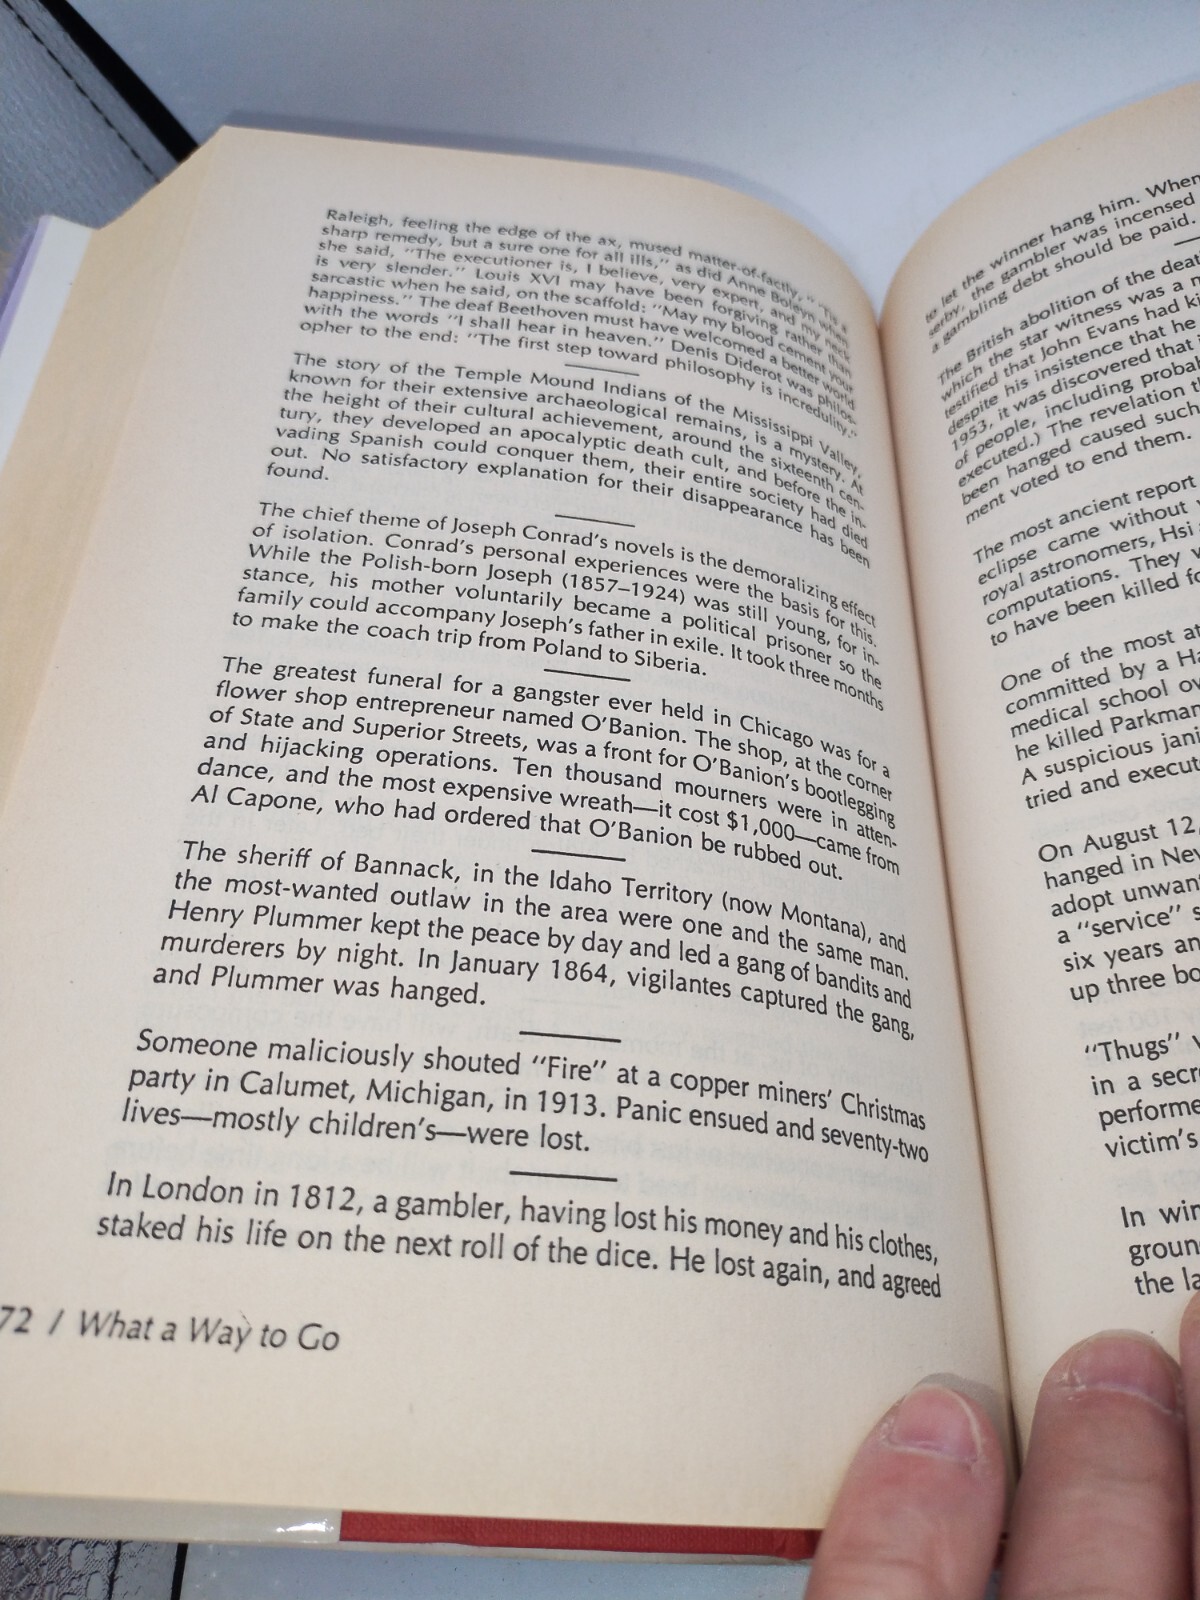 Raleigh, feeling the edge of the ax, mused matter-of-factly, "'Tis a
sharp remedy, but a sure one for all ills," as did Anne Boleyn when
she said, "The executioner is, I believe, very expert, and my neck
is very slender." Louis XVI may have been forgiving rather than
sarcastic when he said, on the scaffold: "May my blood cement your
happiness." The deaf Beethoven must have welcomed a better world
with the words "I shall hear in heaven." Denis Diderot was philos-
opher to the end: "The first step toward philosophy is incredulity."
The story of the Temple Mound Indians of the Mississippi Valley,
known for their extensive archaeological remains, is a mystery. At
the height of their cultural achievement, around the sixteenth cen-
tury, they developed an apocalyptic death cult, and before the in-
vading Spanish could conquer them, their entire society had died
out. No satisfactory explanation for their disappearance has been
found.
The chief theme of Joseph Conrad's novels is the demoralizing effect
of isolation. Conrad's personal experiences were the basis for this.
While the Polish-born Joseph (1857–1924) was still young, for in-
stance, his mother voluntarily became a political prisoner so the
family could accompany Joseph's father in exile. It took three months
to make the coach trip from Poland to Siberia.
The greatest funeral for a gangster ever held in Chicago was for a
flower shop entrepreneur named O'Banion. The shop, at the corner
of State and Superior Streets, was a front for O'Banion's bootlegging
and hijacking operations. Ten thousand mourners were in atten-
dance, and the most expensive wreath—it cost $1,000—came from
Al Capone, who had ordered that O'Banion be rubbed out.
The sheriff of Bannack, in the Idaho Territory (now Montana), and
the most-wanted outlaw in the area were one and the same man.
Henry Plummer kept the peace by day and led a gang of bandits and
murderers by night. In January 1864, vigilantes captured the gang,
and Plummer was hanged.
Someone maliciously shouted "Fire" at a copper miners' Christmas
party in Calumet, Michigan, in 1913. Panic ensued and seventy-two
lives—mostly children's—were lost.
In London in 1812, a gambler, having lost his money and his clothes,
staked his life on the next roll of the dice. He lost again, and agreed
72 / What a Way to Go
to let the winner hang him. When
the gambler was incensed
a gambling debt should be paid.
The British abolition of the deat
which the star witness was a
testified that John Evans had ki
despite his insistence that he
1953, it was discovered that
of people, including probab
executed.) The revelation t
been hanged caused such
ment voted to end them.
The most ancient report
eclipse came without
royal astronomers, Hsi
computations. They
to have been killed fo
One of the most at
committed by a Ha
medical school ov
he killed Parkman
A suspicious jani
tried and execut
On August 12,
hanged in Nev
adopt unwan
a "service" s
six years an
up three bo
"Thugs"
in a secr
performe
victim's
In win
groun
the la